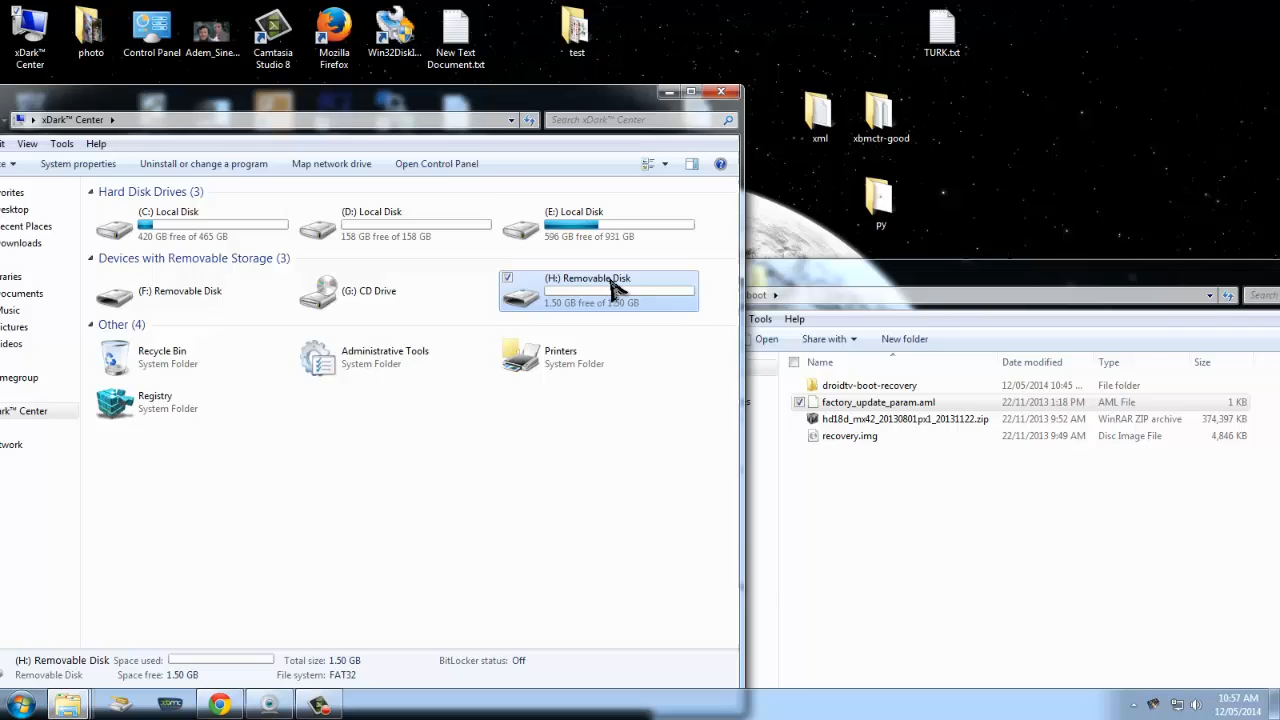 xDark™
Center
photo
Control Panel
Adem_Sine...
Camtasia
Studio 8
Mozilla
Firefox
Win32DiskI...
New Text
Document.txt
test
TURK.txt
xml
xbmctr-good
py
xDark™ Center
Search xDark™ Center
it View Tools Help
e System properties Uninstall or change a program Map network drive Open Control Panel
vorites
esktop
ecent Places
ownloads
raries
ocuments
Music
ictures
ideos
omegroup
ark™ Center
etwork
Hard Disk Drives (3)
(C:) Local Disk
420 GB free of 465 GB
(D:) Local Disk
158 GB free of 158 GB
(E:) Local Disk
596 GB free of 931 GB
Devices with Removable Storage (3)
(F:) Removable Disk
(G:) CD Drive
(H:) Removable Disk
1.50 GB free of 1.50 GB
Other (4)
Recycle Bin
System Folder
Administrative Tools
System Folder
Printers
System Folder
Registry
System Folder
(H:) Removable Disk Space used: Total size: 1.50 GB BitLocker status: Off
Removable Disk Space free: 1.50 GB File system: FAT32
boot
Search
Tools Help
Open Share with New folder
Name Date modified Type Size
droidtv-boot-recovery 12/05/2014 10:45 ... File folder
factory_update_param.aml 22/11/2013 1:18 PM AML File 1 KB
hd18d_mx42_20130801px1_20131122.zip 22/11/2013 9:52 AM WinRAR ZIP archive 374,397 KB
recovery.img 22/11/2013 9:49 AM Disc Image File 4,846 KB
xbmc
10:57 AM
12/05/2014